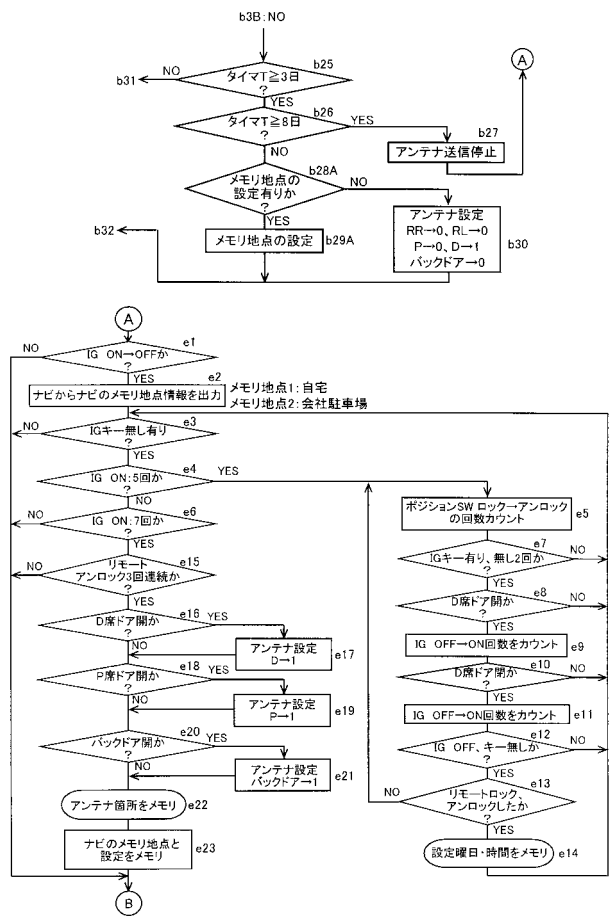 b3B:NO
A
b25
NO
b31
タイマT≧3日
?
YES
b26
タイマT≧8日
?
YES
b27
アンテナ送信停止
NO
b28A
メモリ地点の
設定有りか
?
NO
YES
アンテナ設定
RR→0、RL→0
P→0、D→1
バックドア→0
b30
b32
メモリ地点の設定
b29A
A
e1
NO
IG ON→OFFか
?
YES
e2
ナビからナビのメモリ地点情報を出力
メモリ地点1:自宅
メモリ地点2:会社駐車場
e3
NO
IGキー無し有り
?
YES
e4
YES
IG ON:5回か
?
NO
e6
NO
IG ON:7回か
?
YES
e15
NO
リモート
アンロック3回連続か
?
YES
e16
D席ドア開か
?
YES
アンテナ設定
D→1
e17
NO
e18
P席ドア開か
?
YES
アンテナ設定
P→1
e19
NO
e20
バックドア開か
?
YES
アンテナ設定
バックドア→1
e21
NO
アンテナ箇所をメモリ
e22
ナビのメモリ地点と
設定をメモリ
e23
B
ポジションSW ロック→アンロック
の回数カウント
e5
e7
IGキー有り、無し2回か
?
NO
YES
e8
D席ドア開か
?
NO
YES
IG OFF→ON回数をカウント
e9
e10
D席ドア閉か
?
NO
YES
IG OFF→ON回数をカウント
e11
e12
IG OFF、キー無しか
?
NO
YES
e13
NO
リモートロック、
アンロックしたか
?
YES
設定曜日・時間をメモリ
e14